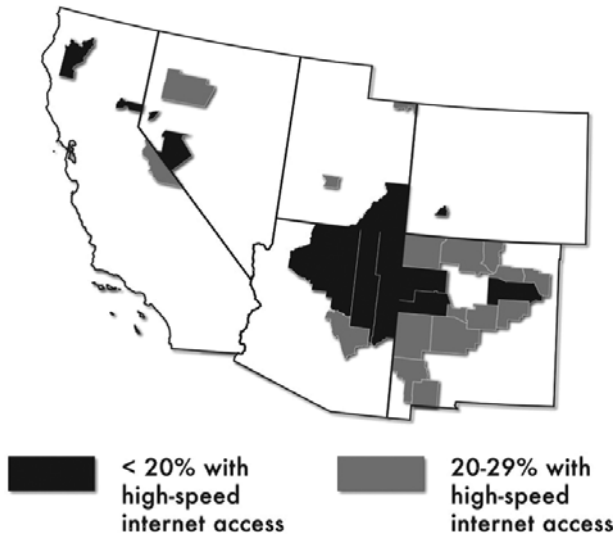 < 20% with
high-speed
internet access
20-29% with
high-speed
internet access